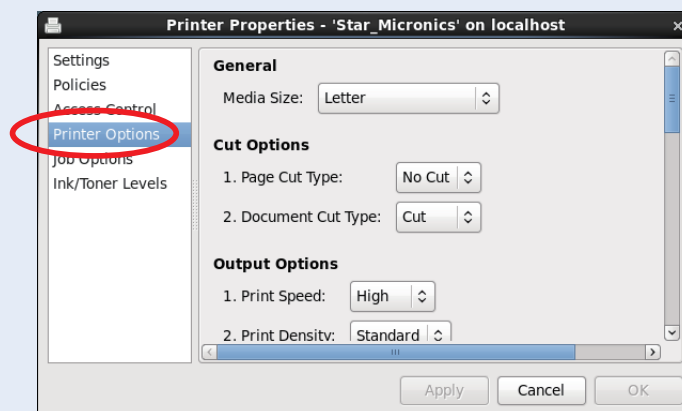 Printer Properties - 'Star_Micronics' on localhost
Settings
Policies
Access Control
Printer Options
Job Options
Ink/Toner Levels
General
Media Size: Letter
Cut Options
1. Page Cut Type: No Cut
2. Document Cut Type: Cut
Output Options
1. Print Speed: High
2. Print Density: Standard
Apply Cancel OK